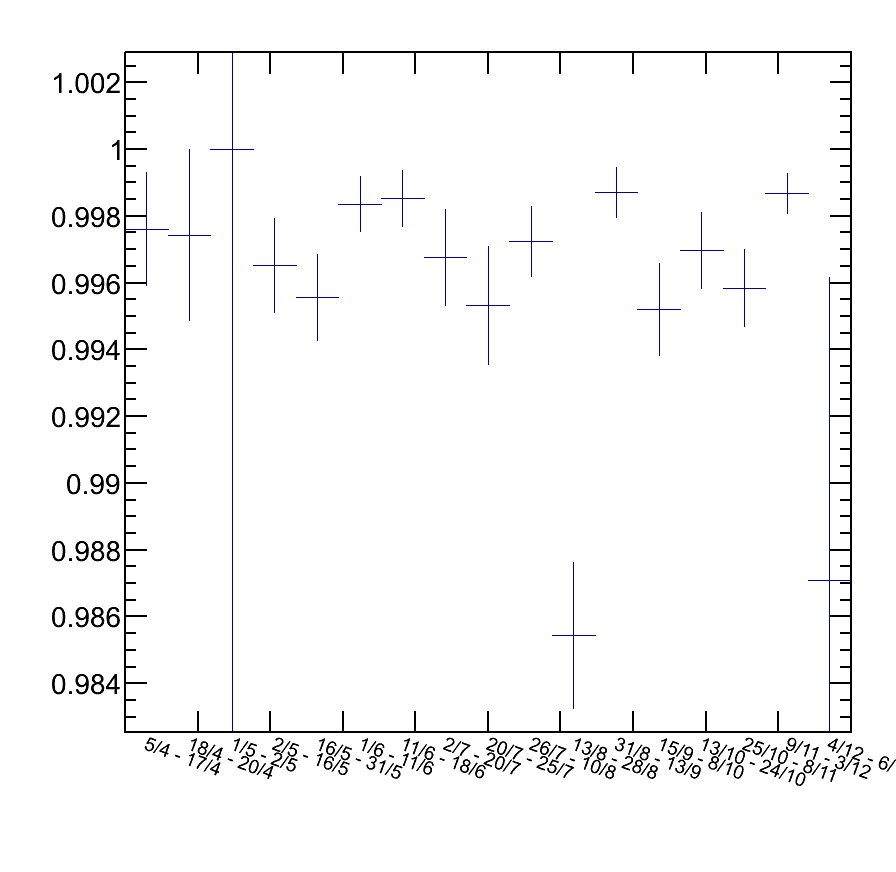 1.002
1
0.998
0.996
0.994
0.992
0.99
0.988
0.986
0.984
5/4 - 17/4
18/4 - 20/4
1/5 - 2/5
2/5 - 16/5
16/5 - 31/5
1/6 - 11/6
11/6 - 18/6
2/7 - 20/7
20/7 - 25/7
26/7 - 10/8
13/8 - 28/8
31/8 - 13/9
15/9 - 8/10
13/10 - 24/10
25/10 - 8/11
9/11 - 3/12
4/12 - 6/